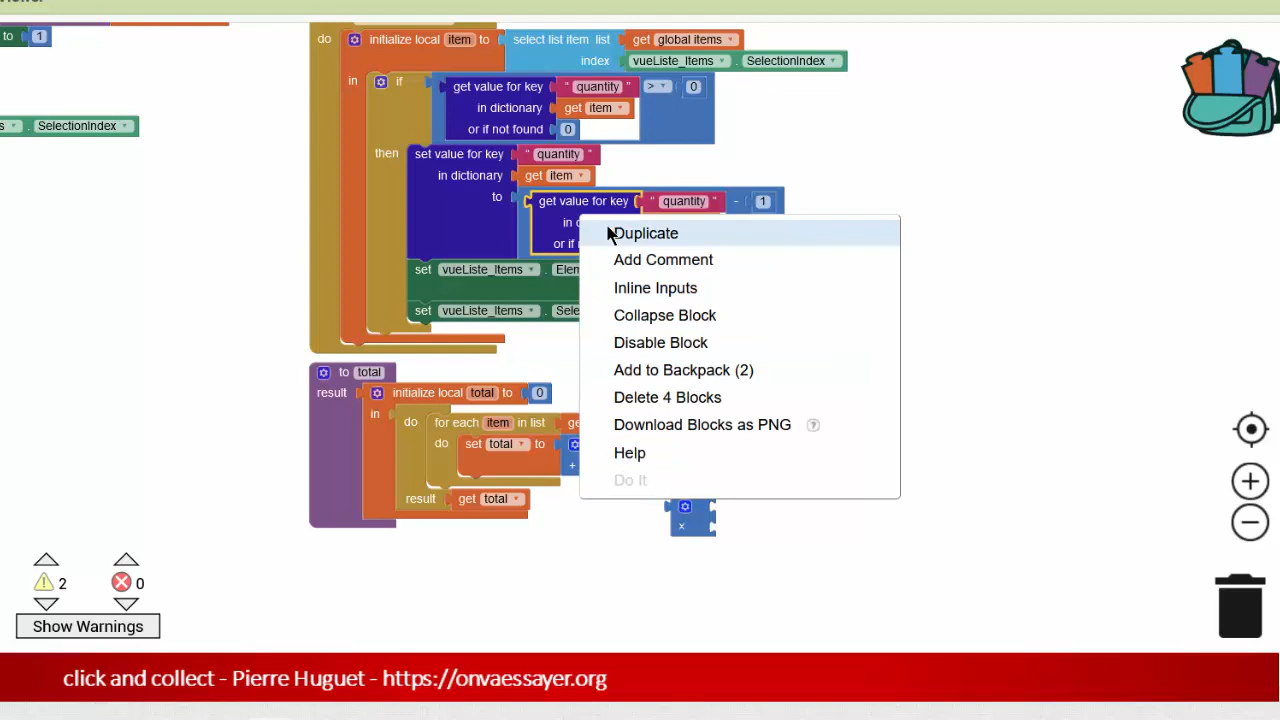 to 1
do initialize local item to select list item list get global items
index vueListe_Items . SelectionIndex
in if get value for key " quantity " > 0
in dictionary get item
s . SelectionIndex
or if not found 0
then set value for key " quantity "
in dictionary get item
to get value for key " quantity " - 1
in
or if
set vueListe_Items .
set vueListe_Items .
Duplicate
Add Comment
Inline Inputs
Collapse Block
Disable Block
Add to Backpack (2)
Delete 4 Blocks
Download Blocks as PNG ?
Help
Do It
to total
result initialize local total to 0
in do for each item in list
do set total to
+
result get total
x
2 0
Show Warnings
click and collect - Pierre Huguet - https://onvaessayer.org